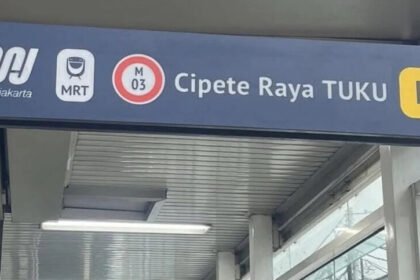 jakarta
MRT
M
03
Cipete Raya TUKU